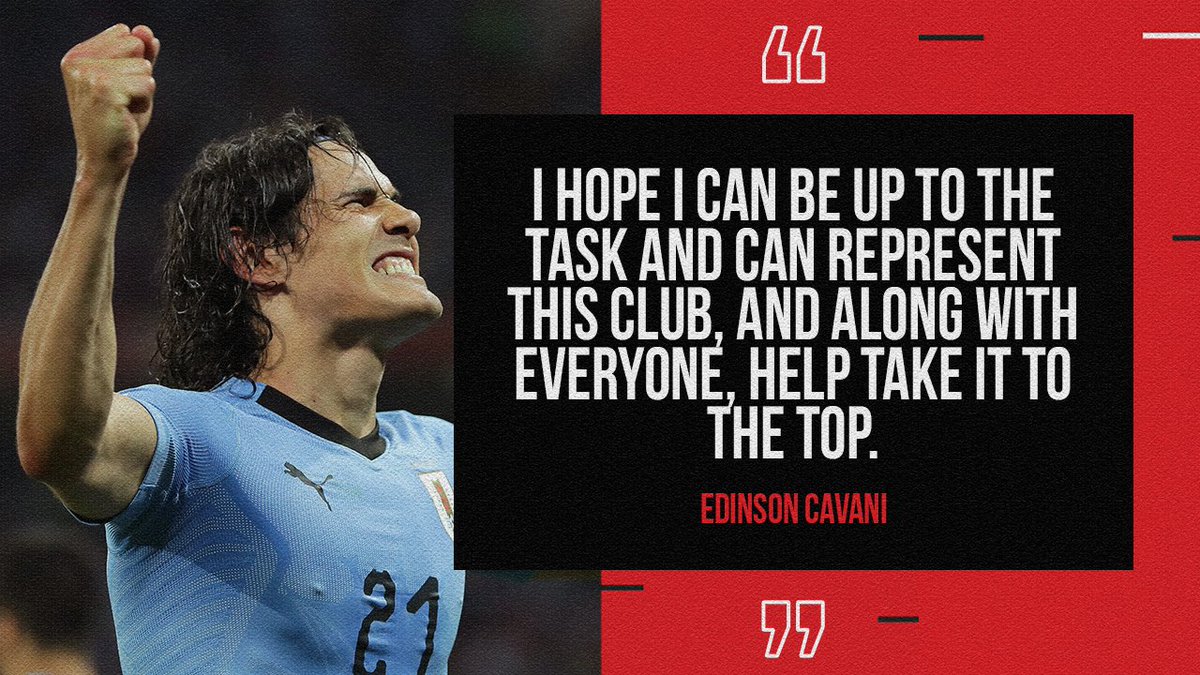 I HOPE I CAN BE UP TO THE
TASK AND CAN REPRESENT
THIS CLUB, AND ALONG WITH
EVERYONE, HELP TAKE IT TO
THE TOP.
EDINSON CAVANI
21